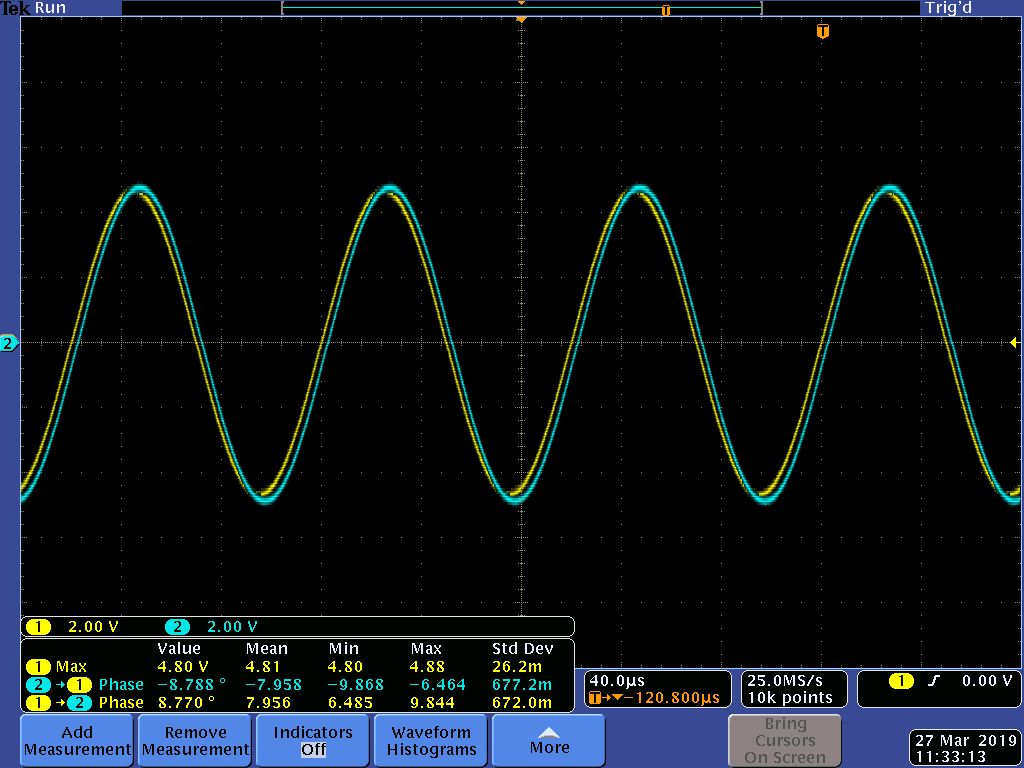 Tek Run Trig'd
T
T
2
1 2.00 V 2 2.00 V
Value Mean Min Max Std Dev
1 Max 4.80 V 4.81 4.80 4.88 26.2m
2 → 1 Phase −8.788 ° −7.958 −9.868 −6.464 677.2m
1 → 2 Phase 8.770 ° 7.956 6.485 9.844 672.0m
40.0µs
T→▼−120.800µs
25.0MS/s
10k points
1 0.00 V
Add
Measurement
Remove
Measurement
Indicators
Off
Waveform
Histograms
More
Bring
Cursors
On Screen
27 Mar 2019
11:33:13